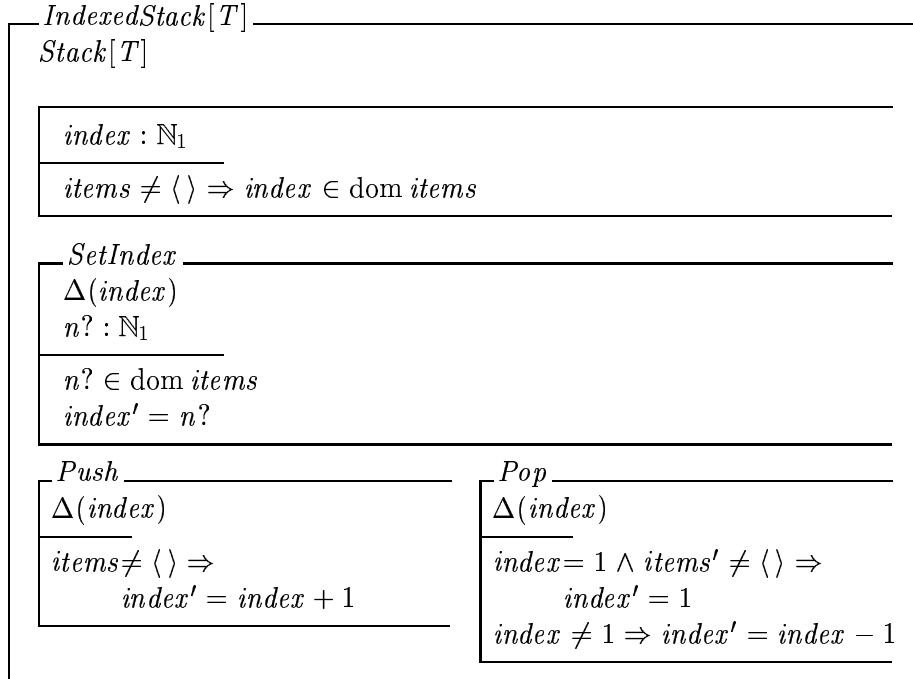 IndexedStack[T]
Stack[T]
index : ℕ₁
items ≠ ⟨ ⟩ ⇒ index ∈ dom items
SetIndex
Δ(index)
n? : ℕ₁
n? ∈ dom items
index′ = n?
Push
Δ(index)
items ≠ ⟨ ⟩ ⇒
index′ = index + 1
Pop
Δ(index)
index = 1 ∧ items′ ≠ ⟨ ⟩ ⇒
index′ = 1
index ≠ 1 ⇒ index′ = index − 1